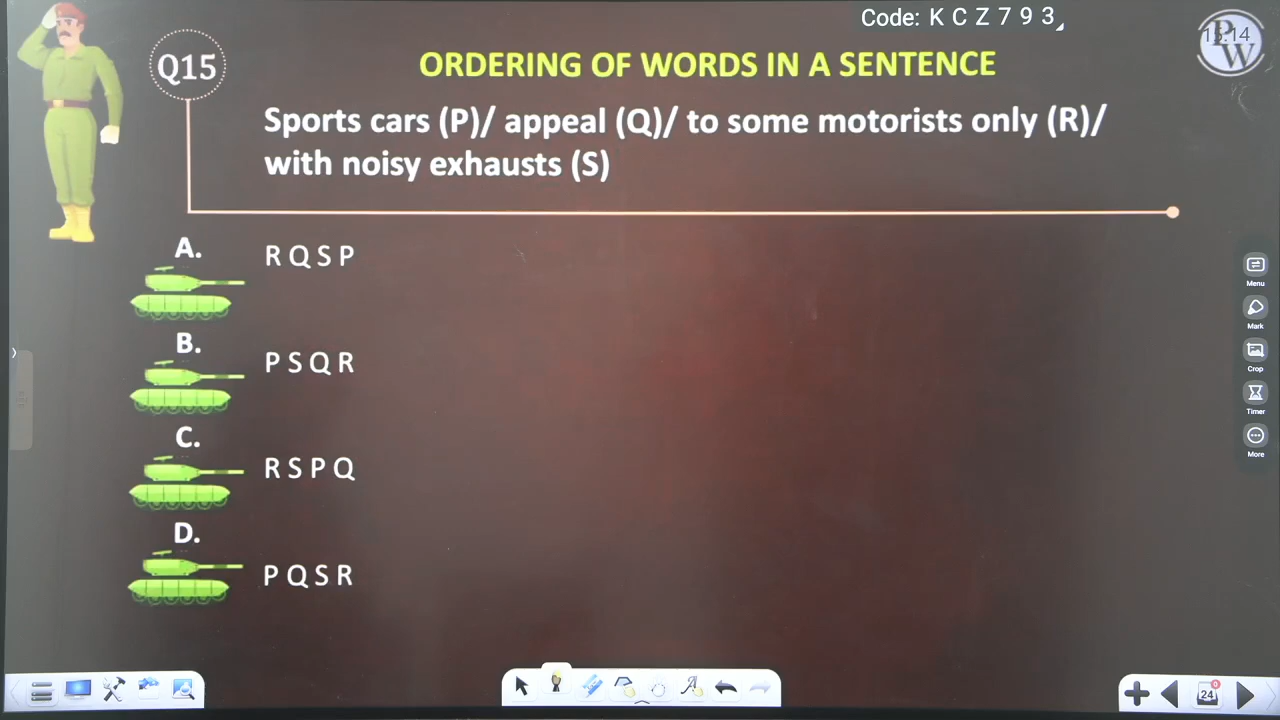 Code: K C Z 7 9 3
Q15
ORDERING OF WORDS IN A SENTENCE
Sports cars (P)/ appeal (Q)/ to some motorists only (R)/
with noisy exhausts (S)
A.
R Q S P
B.
P S Q R
C.
R S P Q
D.
P Q S R
Menu
Mark
Crop
Timer
More
24